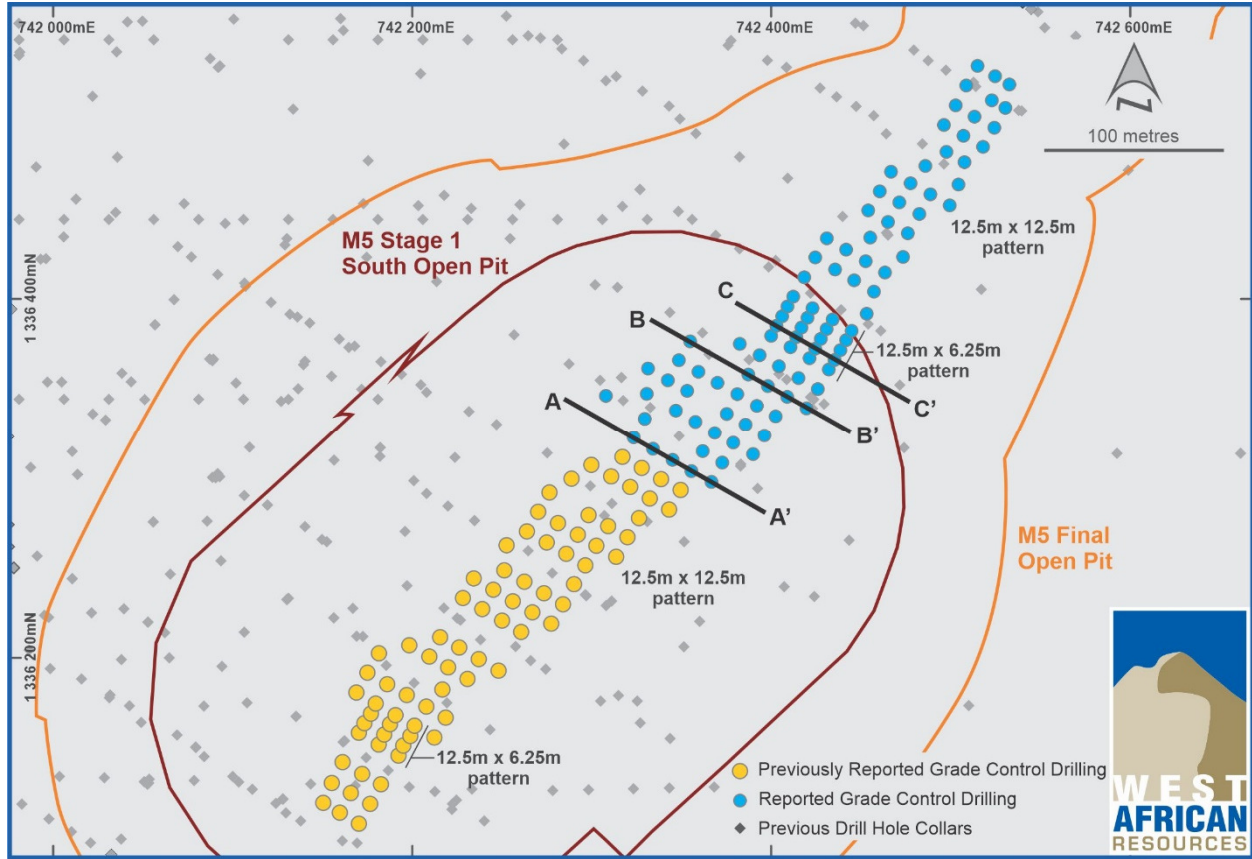 742 000mE
742 200mE
742 400mE
742 600mE
N
100 metres
M5 Stage 1
South Open Pit
12.5m x 12.5m
pattern
1 336 400mN
C
B
12.5m x 6.25m
pattern
A
C'
B'
A'
M5 Final
Open Pit
12.5m x 12.5m
pattern
1 336 200mN
12.5m x 6.25m
pattern
Previously Reported Grade Control Drilling
Reported Grade Control Drilling
Previous Drill Hole Collars
WEST
AFRICAN
RESOURCES